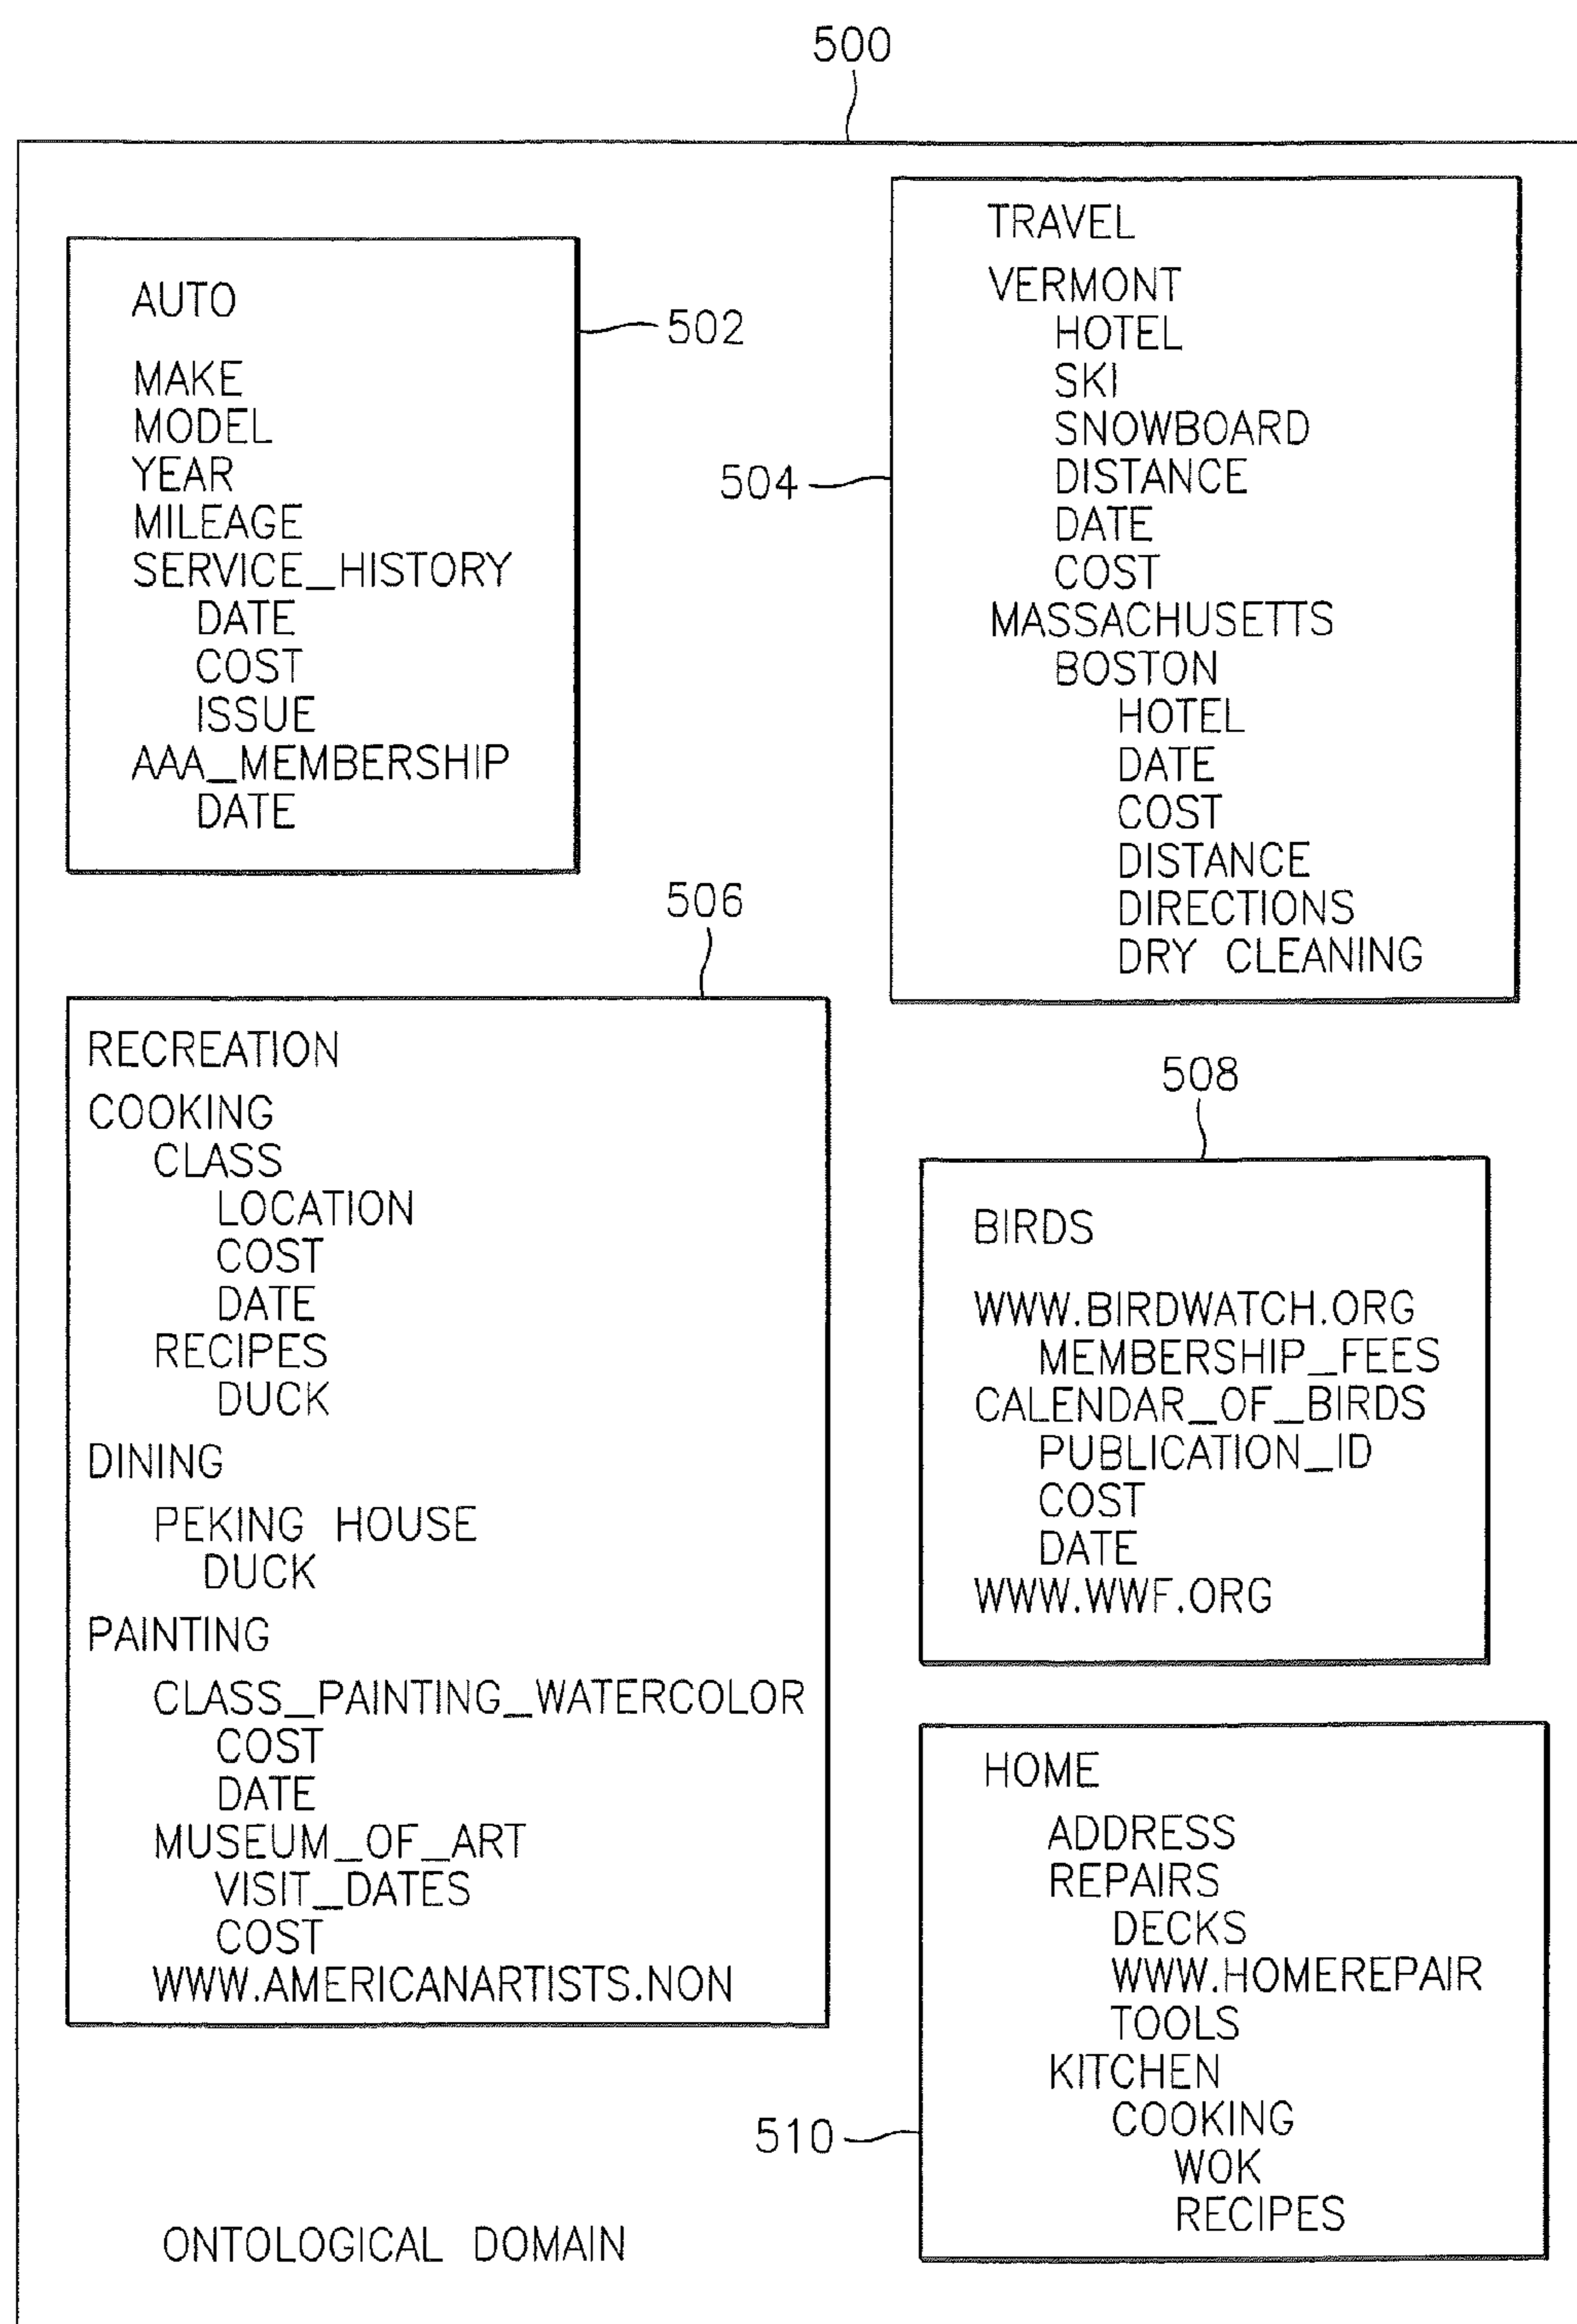 500
AUTO
MAKE
MODEL
YEAR
MILEAGE
SERVICE_HISTORY
DATE
COST
ISSUE
AAA_MEMBERSHIP
DATE
502
TRAVEL
VERMONT
HOTEL
SKI
SNOWBOARD
DISTANCE
DATE
COST
MASSACHUSETTS
BOSTON
HOTEL
DATE
COST
DISTANCE
DIRECTIONS
DRY CLEANING
504
506
RECREATION
COOKING
CLASS
LOCATION
COST
DATE
RECIPES
DUCK
DINING
PEKING HOUSE
DUCK
PAINTING
CLASS_PAINTING_WATERCOLOR
COST
DATE
MUSEUM_OF_ART
VISIT_DATES
COST
WWW.AMERICANARTISTS.NON
508
BIRDS
WWW.BIRDWATCH.ORG
MEMBERSHIP_FEES
CALENDAR_OF_BIRDS
PUBLICATION_ID
COST
DATE
WWW.WWF.ORG
HOME
ADDRESS
REPAIRS
DECKS
WWW.HOMEREPAIR
TOOLS
KITCHEN
COOKING
WOK
RECIPES
510
ONTOLOGICAL DOMAIN